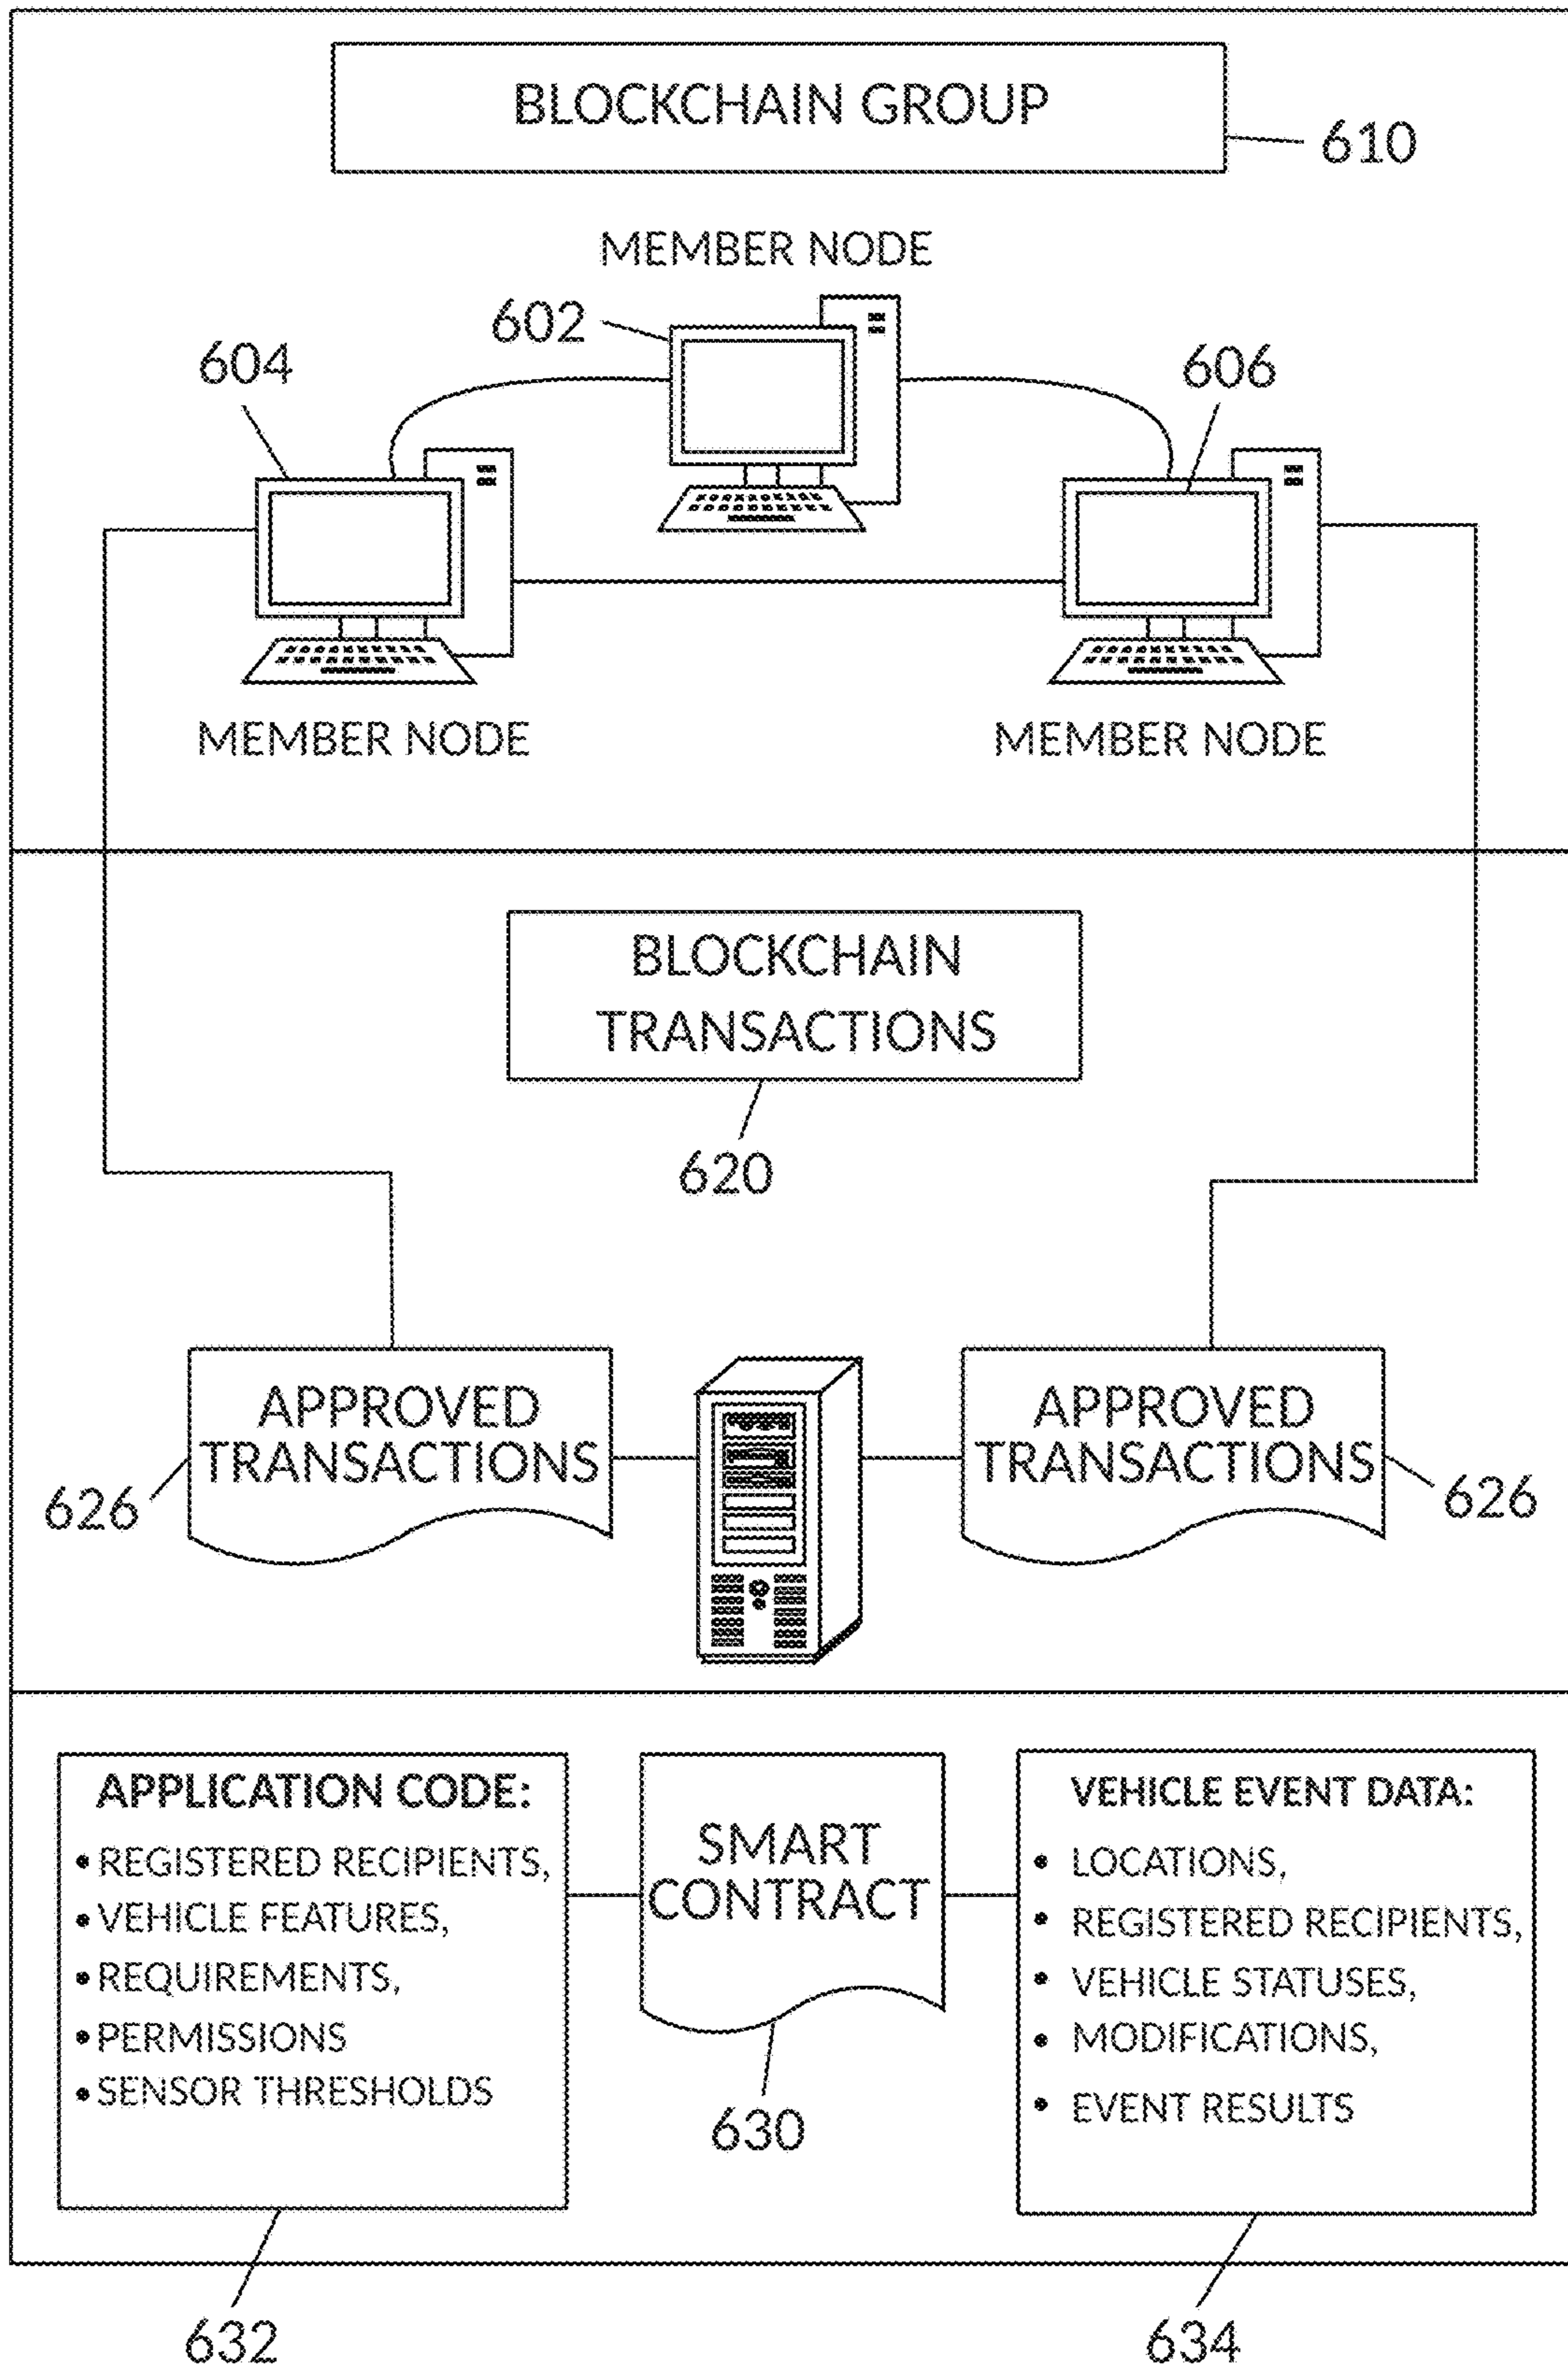 BLOCKCHAIN GROUP
610
MEMBER NODE
602
604
606
MEMBER NODE
MEMBER NODE
BLOCKCHAIN
TRANSACTIONS
620
APPROVED
TRANSACTIONS
626
APPROVED
TRANSACTIONS
626
APPLICATION CODE:
• REGISTERED RECIPIENTS,
• VEHICLE FEATURES,
• REQUIREMENTS,
• PERMISSIONS
• SENSOR THRESHOLDS
632
SMART
CONTRACT
630
VEHICLE EVENT DATA:
• LOCATIONS,
• REGISTERED RECIPIENTS,
• VEHICLE STATUSES,
• MODIFICATIONS,
• EVENT RESULTS
634